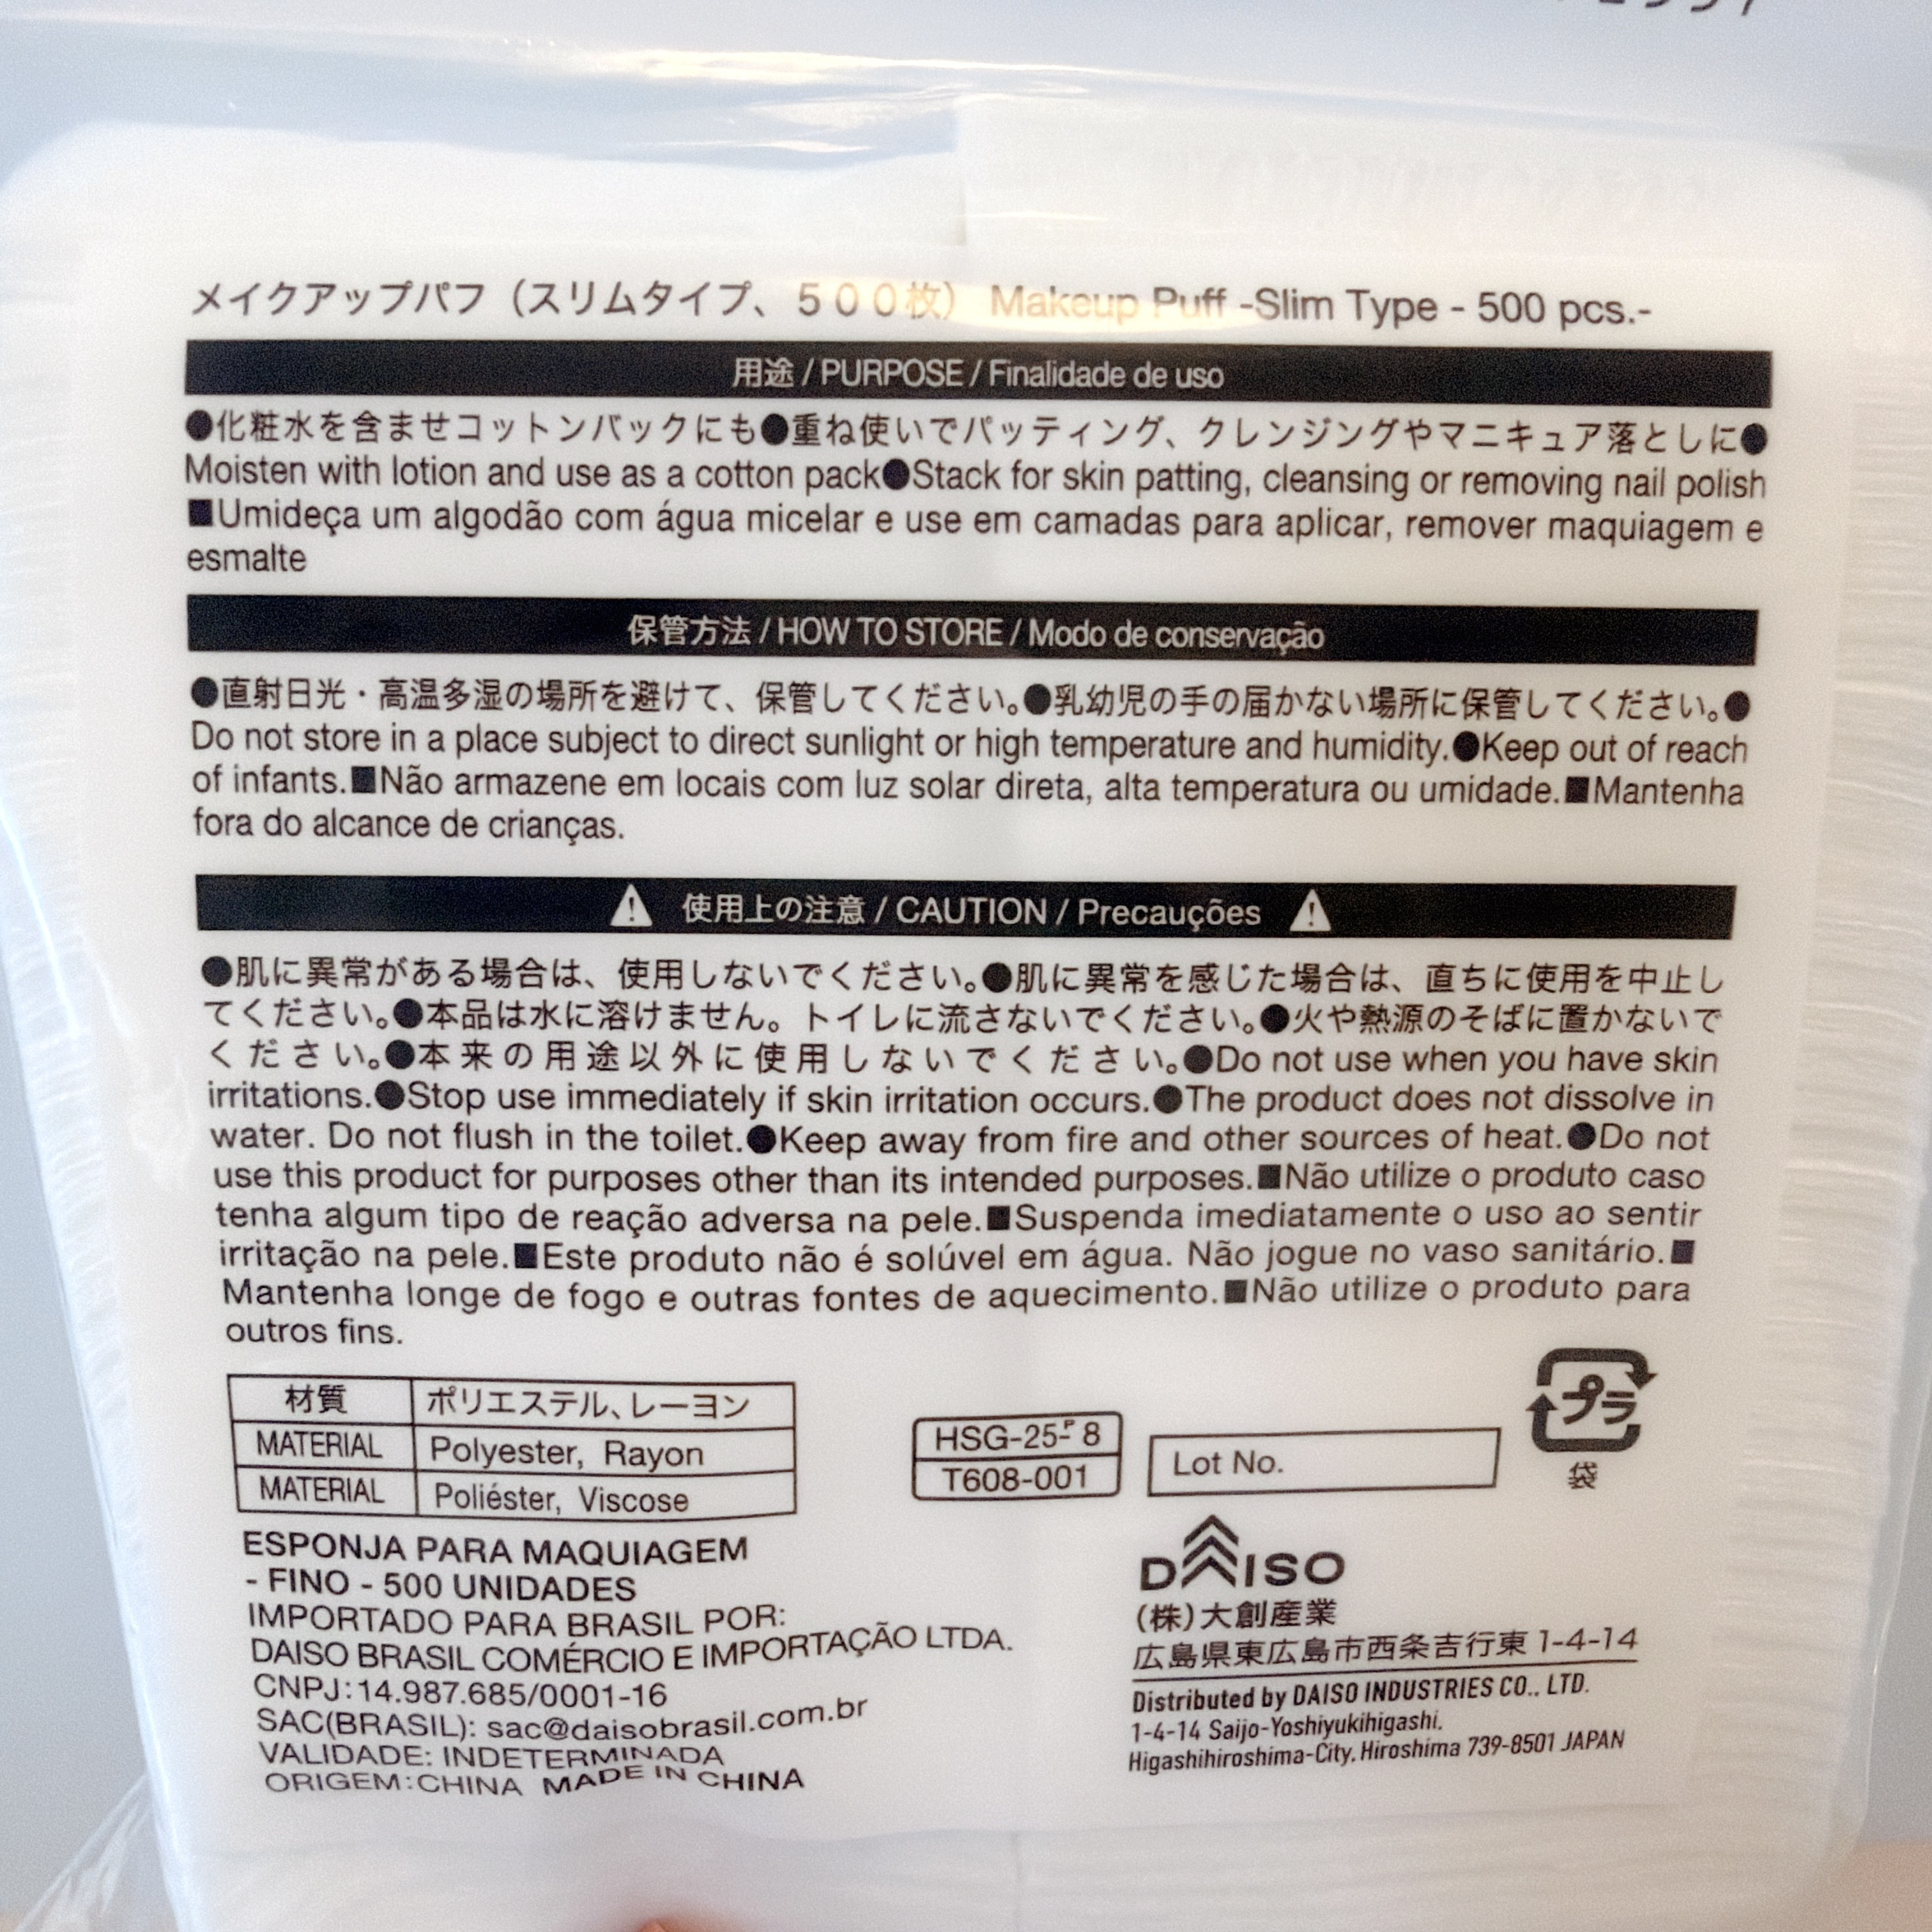 メイクアップパフ（スリムタイプ、５００枚） Makeup Puff -Slim Type - 500 pcs.-
用途 / PURPOSE / Finalidade de uso
●化粧水を含ませコットンパックにも●重ね使いでパッティング、クレンジングやマニキュア落としに●
Moisten with lotion and use as a cotton pack●Stack for skin patting, cleansing or removing nail polish
■Umideça um algodão com água micelar e use em camadas para aplicar, remover maquiagem e
esmalte
保管方法 / HOW TO STORE / Modo de conservação
●直射日光・高温多湿の場所を避けて、保管してください。●乳幼児の手の届かない場所に保管してください。●
Do not store in a place subject to direct sunlight or high temperature and humidity.●Keep out of reach
of infants.■Não armazene em locais com luz solar direta, alta temperatura ou umidade.■Mantenha
fora do alcance de crianças.
使用上の注意 / CAUTION / Precauções
●肌に異常がある場合は、使用しないでください。●肌に異常を感じた場合は、直ちに使用を中止し
てください。●本品は水に溶けません。トイレに流さないでください。●火や熱源のそばに置かないで
ください。●本来の用途以外に使用しないでください。●Do not use when you have skin
irritations.●Stop use immediately if skin irritation occurs.●The product does not dissolve in
water. Do not flush in the toilet.●Keep away from fire and other sources of heat.●Do not
use this product for purposes other than its intended purposes.■Não utilize o produto caso
tenha algum tipo de reação adversa na pele.■Suspenda imediatamente o uso ao sentir
irritação na pele.■Este produto não é solúvel em água. Não jogue no vaso sanitário.■
Mantenha longe de fogo e outras fontes de aquecimento.■Não utilize o produto para
outros fins.
材質 ポリエステル、レーヨン
MATERIAL Polyester, Rayon
MATERIAL Poliéster, Viscose
HSG-25-P 8
T608-001
Lot No.
プラ
袋
ESPONJA PARA MAQUIAGEM
- FINO - 500 UNIDADES
IMPORTADO PARA BRASIL POR:
DAISO BRASIL COMÉRCIO E IMPORTAÇÃO LTDA.
CNPJ:14.987.685/0001-16
SAC(BRASIL): sac@daisobrasil.com.br
VALIDADE: INDETERMINADA
ORIGEM:CHINA MADE IN CHINA
DAISO
(株)大創産業
広島県東広島市西条吉行東 1-4-14
Distributed by DAISO INDUSTRIES CO., LTD.
1-4-14 Saijo-Yoshiyukihigashi,
Higashihiroshima-City, Hiroshima 739-8501 JAPAN